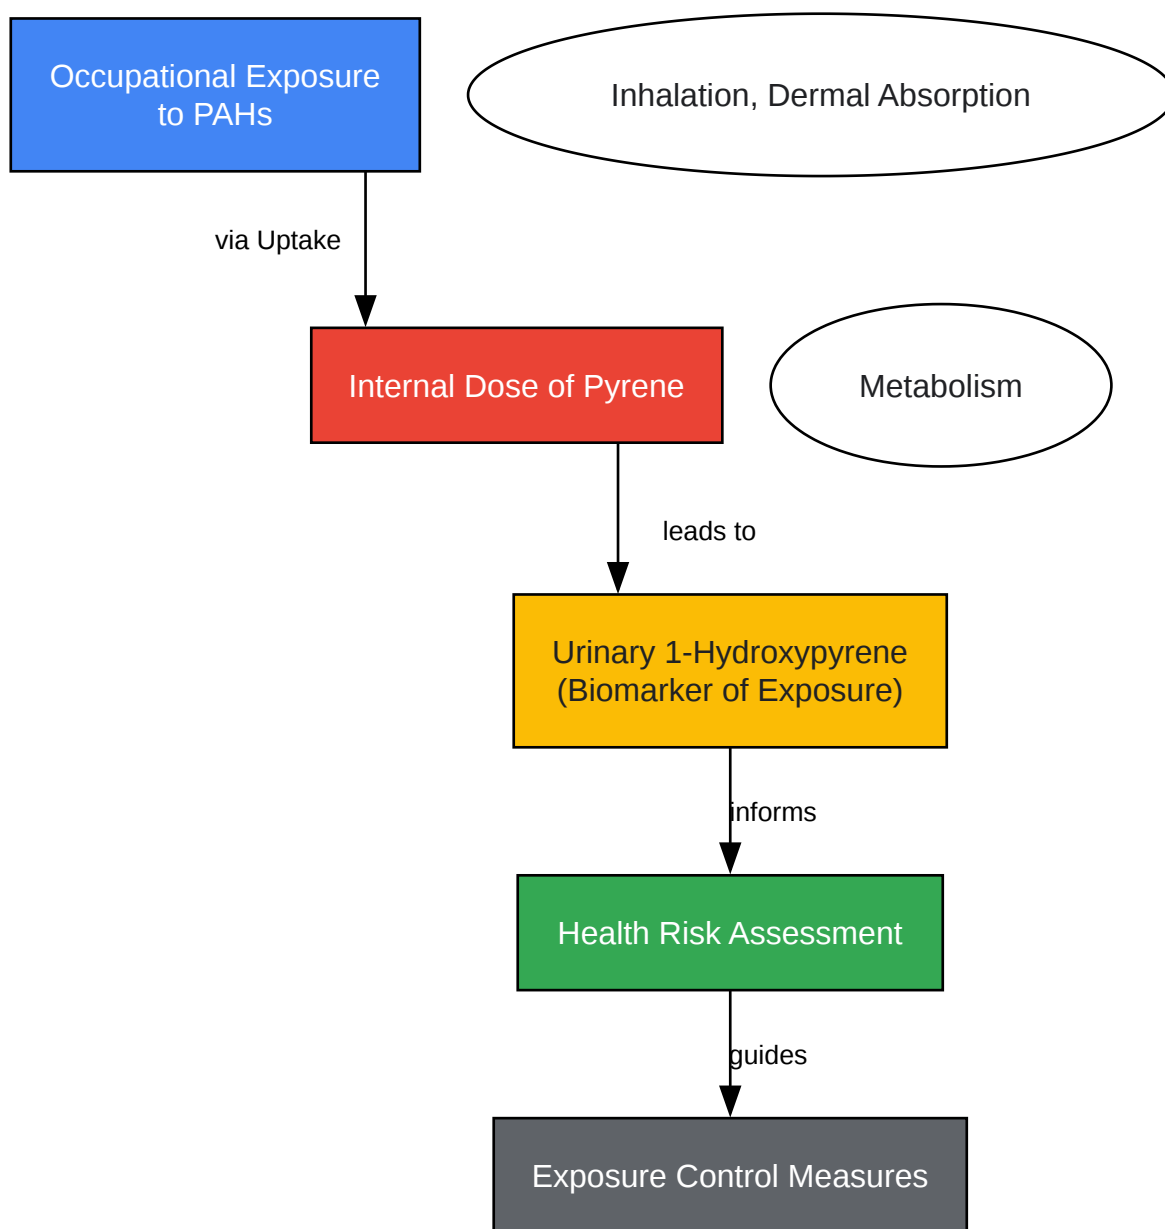 Occupational Exposure
to PAHs
Inhalation, Dermal Absorption
via Uptake
Internal Dose of Pyrene
Metabolism
leads to
Urinary 1-Hydroxypyrene
(Biomarker of Exposure)
informs
Health Risk Assessment
guides
Exposure Control Measures